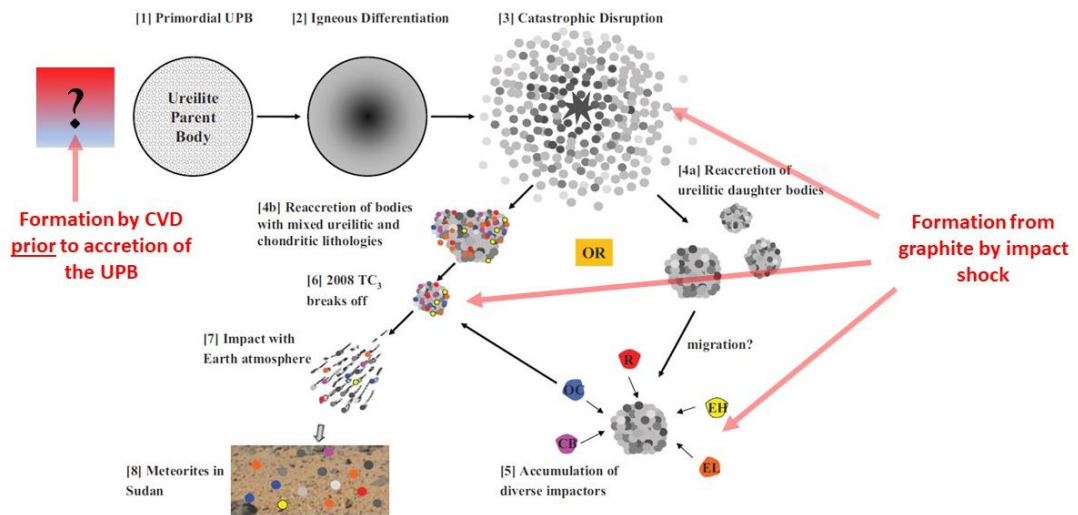 [1] Primordial UPB
[2] Igneous Differentiation
[3] Catastrophic Disruption
?
Ureilite
Parent
Body
Formation by CVD
prior to accretion of
the UPB
[4a] Reaccretion of
ureilitic daughter bodies
[4b] Reaccretion of bodies
with mixed ureilitic and
chondritic lithologies
OR
Formation from
graphite by impact
shock
[6] 2008 TC3
breaks off
[7] Impact with
Earth atmosphere
migration?
R
OC
EH
CB
EL
[5] Accumulation of
diverse impactors
[8] Meteorites in
Sudan